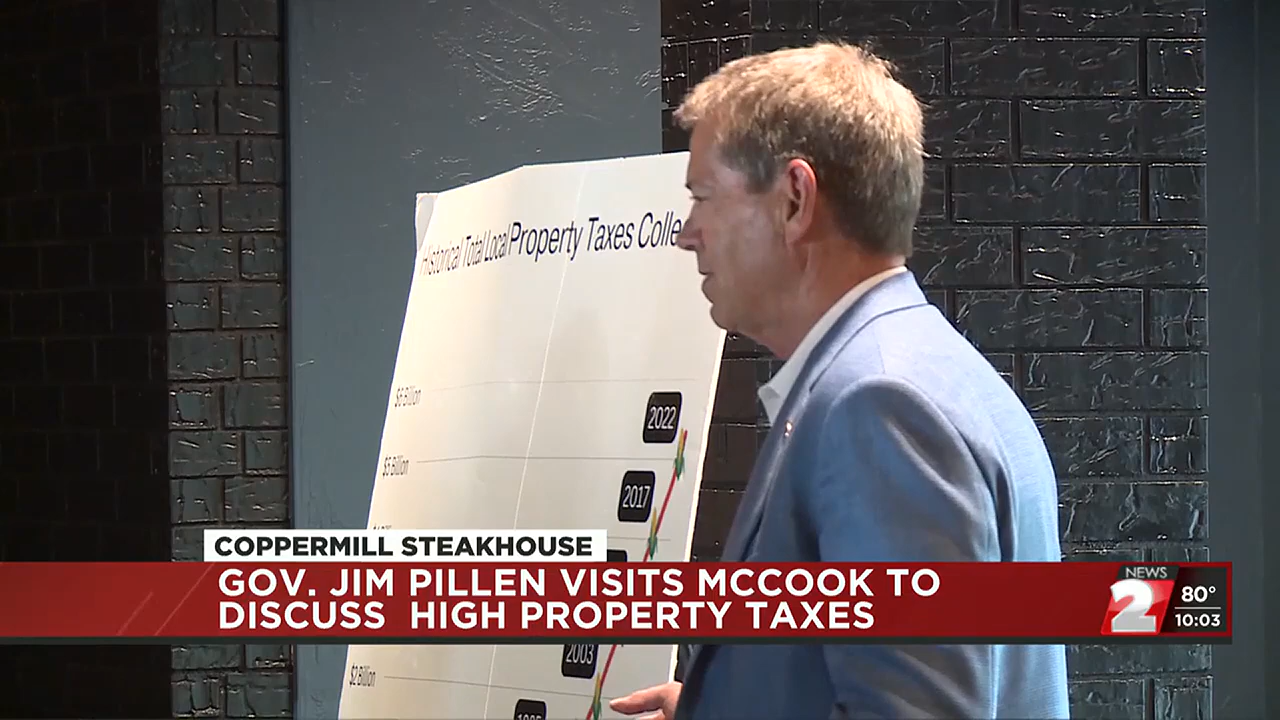 Historical Total Local Property Taxes Colle
$6 Billion
2022
$5 Billion
2017
COPPERMILL STEAKHOUSE
GOV. JIM PILLEN VISITS MCCOOK TO
DISCUSS HIGH PROPERTY TAXES
NEWS
2
80°
10:03
2003
$2 Billion